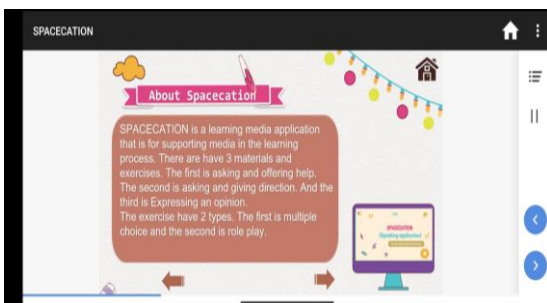 SPACECATION
About Spacecation
SPACECATION is a learning media application
that is for supporting media in the learning
process. There are have 3 materials and
exercises. The first is asking and offering help.
The second is asking and giving direction. And the
third is Expressing an opinion.
The exercise have 2 types. The first is multiple
choice and the second is role play.
SPACECATION
(Speaking application)